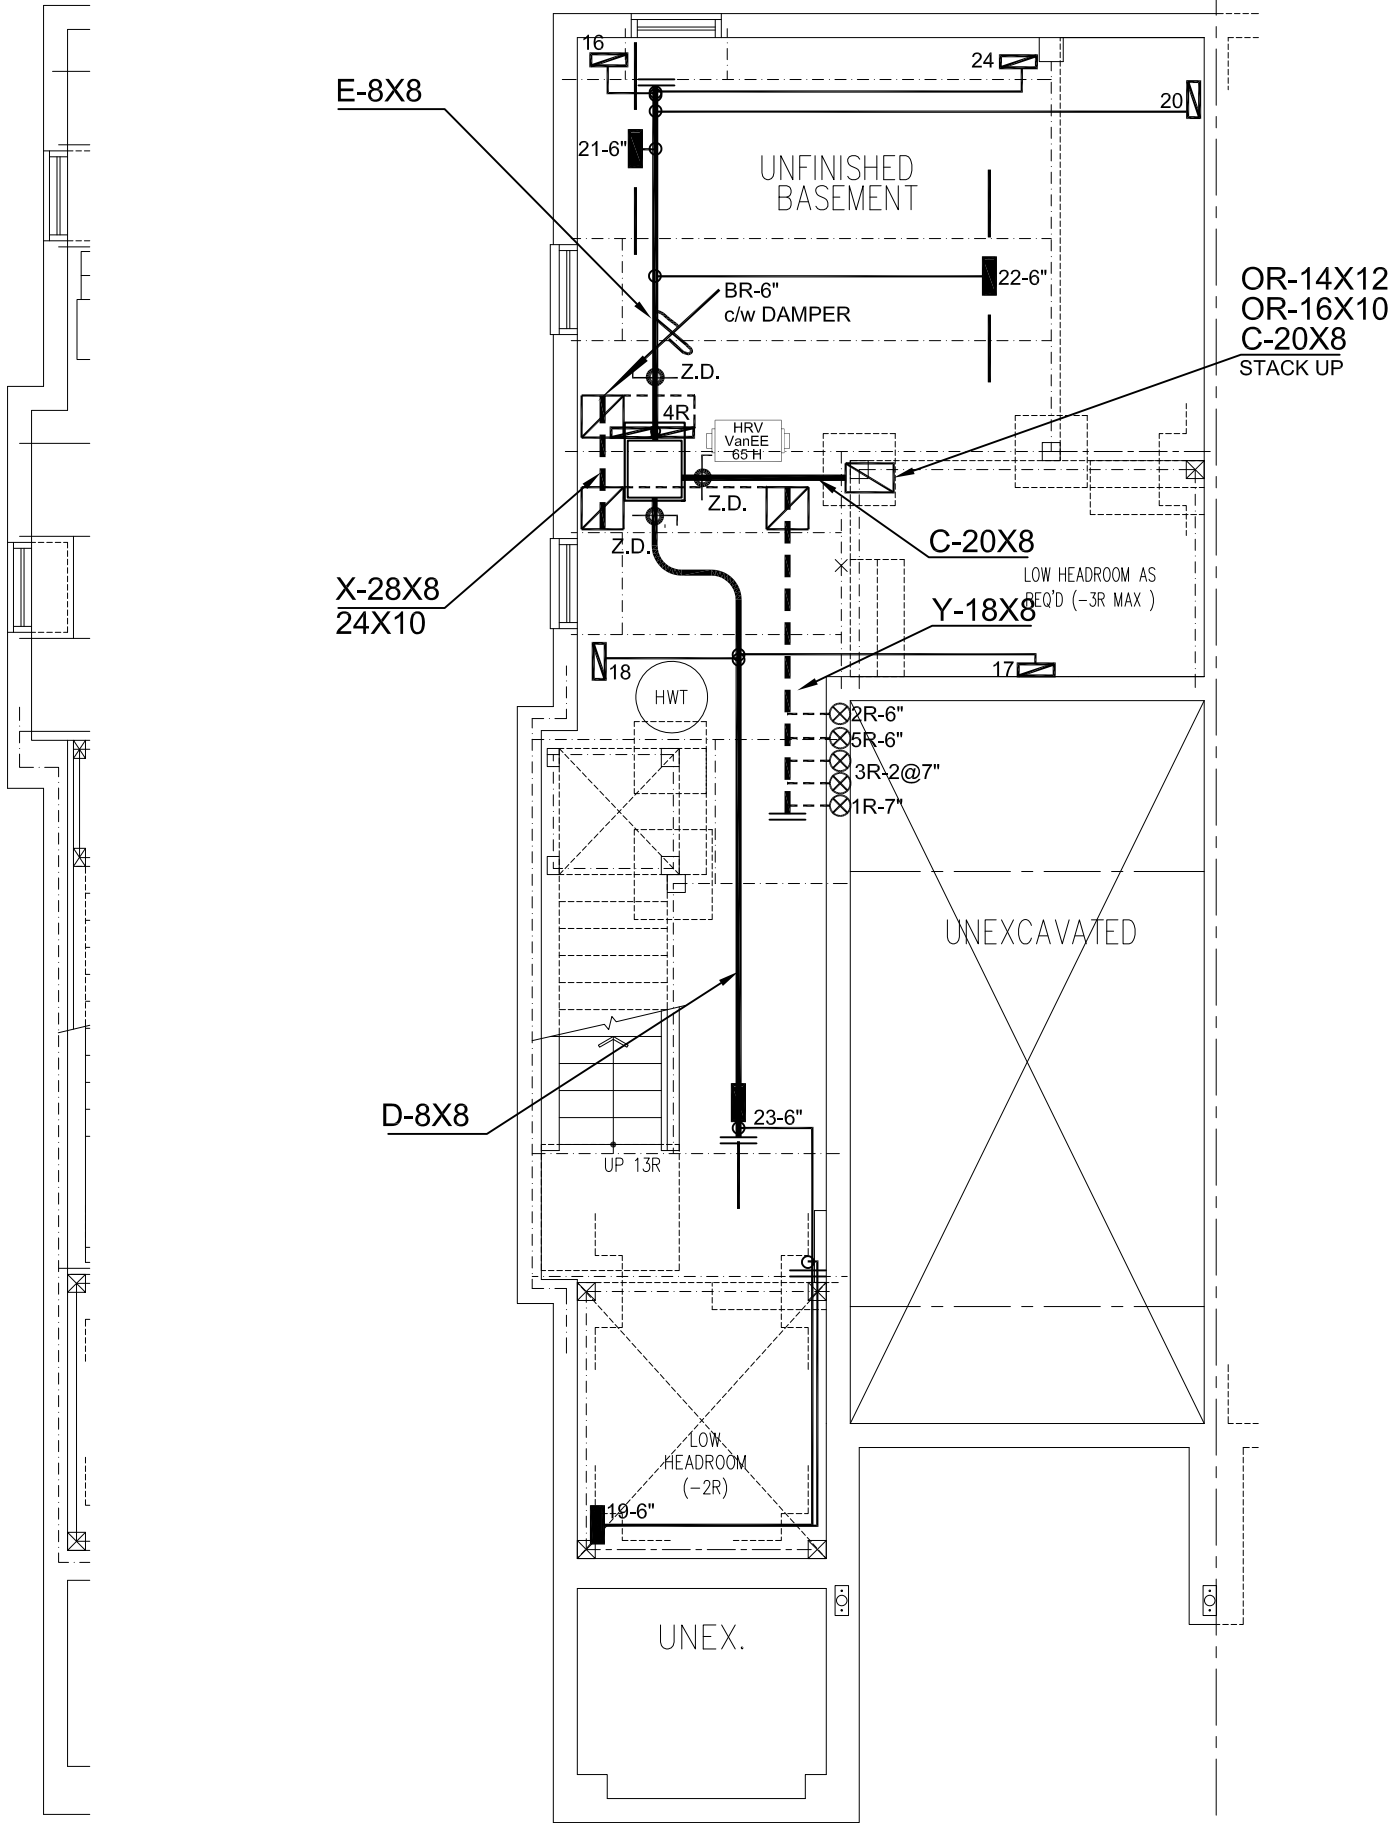 16
24
E-8X8
20
21-6"
UNFINISHED
BASEMENT
22-6"
OR-14X12
OR-16X10
C-20X8
STACK UP
BR-6"
c/w DAMPER
Z.D.
4R
HRV
VanEE
65 H
Z.D.
C-20X8
Z.D.
LOW HEADROOM AS
REQ'D (-3R MAX )
X-28X8
24X10
Y-18X8
18
17
HWT
2R-6"
5R-6"
3R-2@7"
1R-7"
UNEXCAVATED
D-8X8
23-6"
UP 13R
LOW
HEADROOM
(-2R)
19-6"
UNEX.